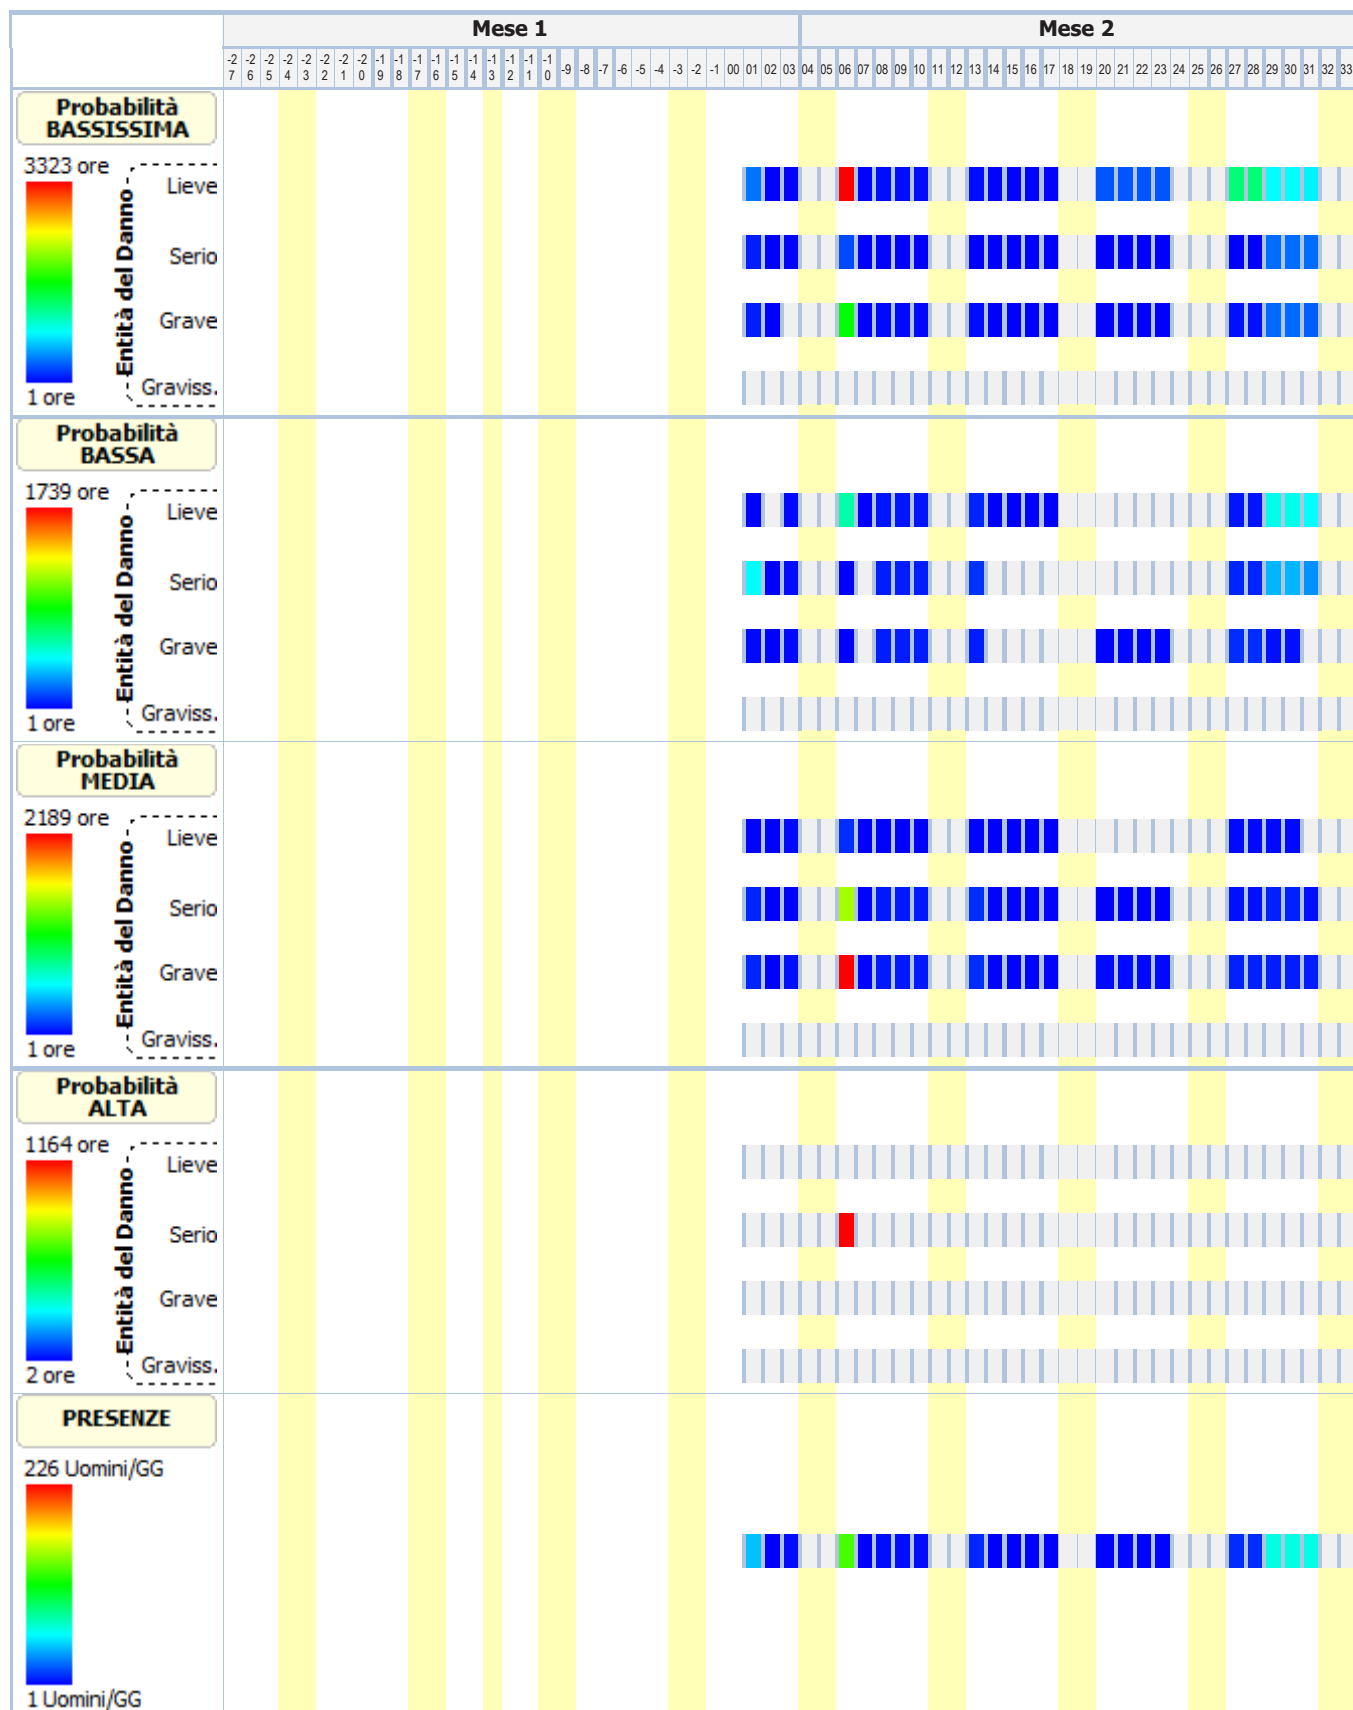 Mese 1 Mese 2
-27 -26 -25 -24 -23 -22 -21 -20 -19 -18 -17 -16 -15 -14 -13 -12 -11 -10 -9 -8 -7 -6 -5 -4 -3 -2 -1 00 01 02 03 04 05 06 07 08 09 10 11 12 13 14 15 16 17 18 19 20 21 22 23 24 25 26 27 28 29 30 31 32 33
Probabilità
BASSISSIMA
3323 ore
Entità del Danno
Lieve
Serio
Grave
Graviss.
1 ore
Probabilità
BASSA
1739 ore
Entità del Danno
Lieve
Serio
Grave
Graviss.
1 ore
Probabilità
MEDIA
2189 ore
Entità del Danno
Lieve
Serio
Grave
Graviss.
1 ore
Probabilità
ALTA
1164 ore
Entità del Danno
Lieve
Serio
Grave
Graviss.
2 ore
PRESENZE
226 Uomini/GG
1 Uomini/GG